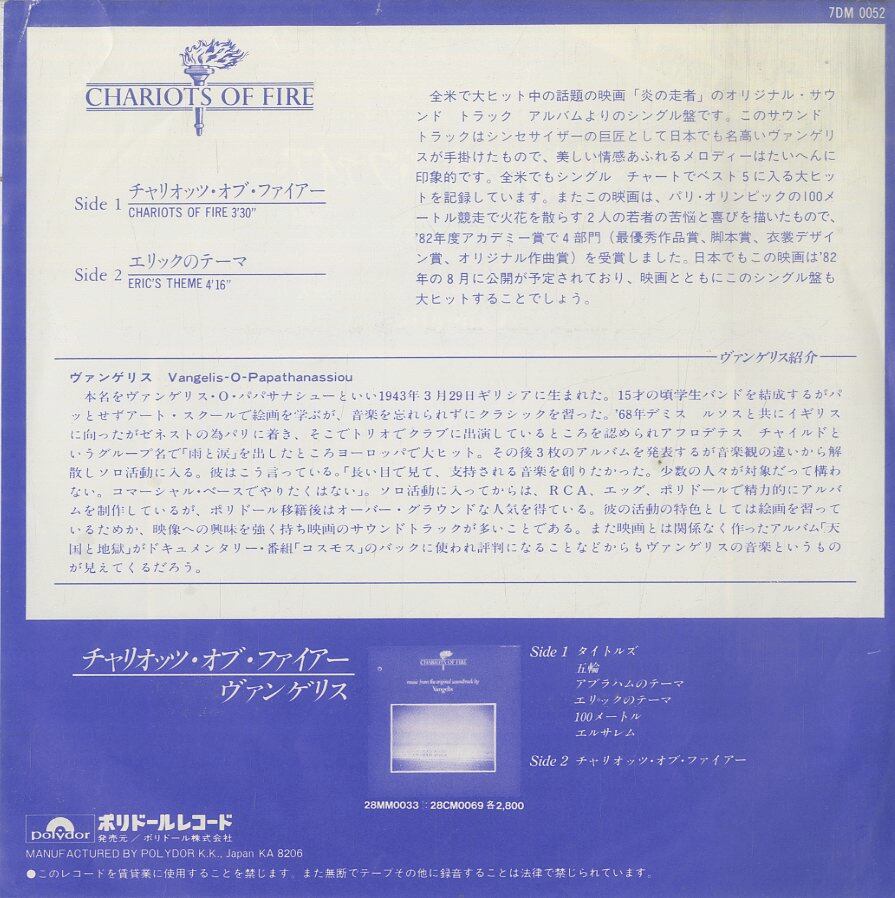 7DM 0052
CHARIOTS OF FIRE
Side 1 チャリオッツ・オブ・ファイアー
CHARIOTS OF FIRE 3'30"
Side 2 エリックのテーマ
ERIC'S THEME 4'16"
全米で大ヒット中の話題の映画「炎の走者」のオリジナル・サウ
ンド トラック アルバムよりのシングル盤です。このサウンド
トラックはシンセサイザーの巨匠として日本でも名高いヴァンゲリ
スが手掛けたもので、美しい情感あふれるメロディーはたいへんに
印象的です。全米でもシングル チャートでベスト5に入る大ヒッ
トを記録しています。またこの映画は、パリ・オリンピックの100メ
ートル競走で火花を散らす2人の若者の苦悩と喜びを描いたもので、
'82年度アカデミー賞で4部門(最優秀作品賞、脚本賞、衣裳デザイ
ン賞、オリジナル作曲賞)を受賞しました。日本でもこの映画は'82
年の8月に公開が予定されており、映画とともにこのシングル盤も
大ヒットすることでしょう。
ヴァンゲリス紹介
ヴァンゲリス Vangelis-O-Papathanassiou
本名をヴァンゲリス・O・パパサナシューといい1943年3月29日ギリシアに生まれた。15才の頃学生バンドを結成するがパ
ッとせずアート・スクールで絵画を学ぶが、音楽を忘れられずにクラシックを習った。'68年デミス ルソスと共にイギリス
に向ったがゼネストの為パリに着き、そこでトリオでクラブに出演しているところを認められアフロデテス チャイルドと
いうグループ名で「雨と涙」を出したところヨーロッパで大ヒット。その後3枚のアルバムを発表するが音楽観の違いから解
散しソロ活動に入る。彼はこう言っている。「長い目で見て、支持される音楽を創りたかった。少数の人々が対象だって構わ
ない。コマーシャル・ベースでやりたくはない」。ソロ活動に入ってからは、RCA、エッグ、ポリドールで精力的にアルバ
ムを制作しているが、ポリドール移籍後はオーバー・グラウンドな人気を得ている。彼の活動の特色としては絵画を習って
いるためか、映像への興味を強く持ち映画のサウンドトラックが多いことである。また映画とは関係なく作ったアルバム「天
国と地獄」がドキュメンタリー・番組「コスモス」のバックに使われ評判になることなどからもヴァンゲリスの音楽というもの
が見えてくるだろう。
チャリオッツ・オブ・ファイアー
ヴァンゲリス
CHARIOTS OF FIRE
music from the original soundtrack by
Vangelis
28MM0033 28CM0069 各2,800
Side 1 タイトルズ
五輪
アブラハムのテーマ
エリックのテーマ
100メートル
エルサレム
Side 2 チャリオッツ・オブ・ファイアー
polydor ポリドールレコード
発売元/ポリドール株式会社
MANUFACTURED BY POLYDOR K.K., Japan KA 8206
●このレコードを賃貸業に使用することを禁じます。また無断でテープその他に録音することは法律で禁じられています。